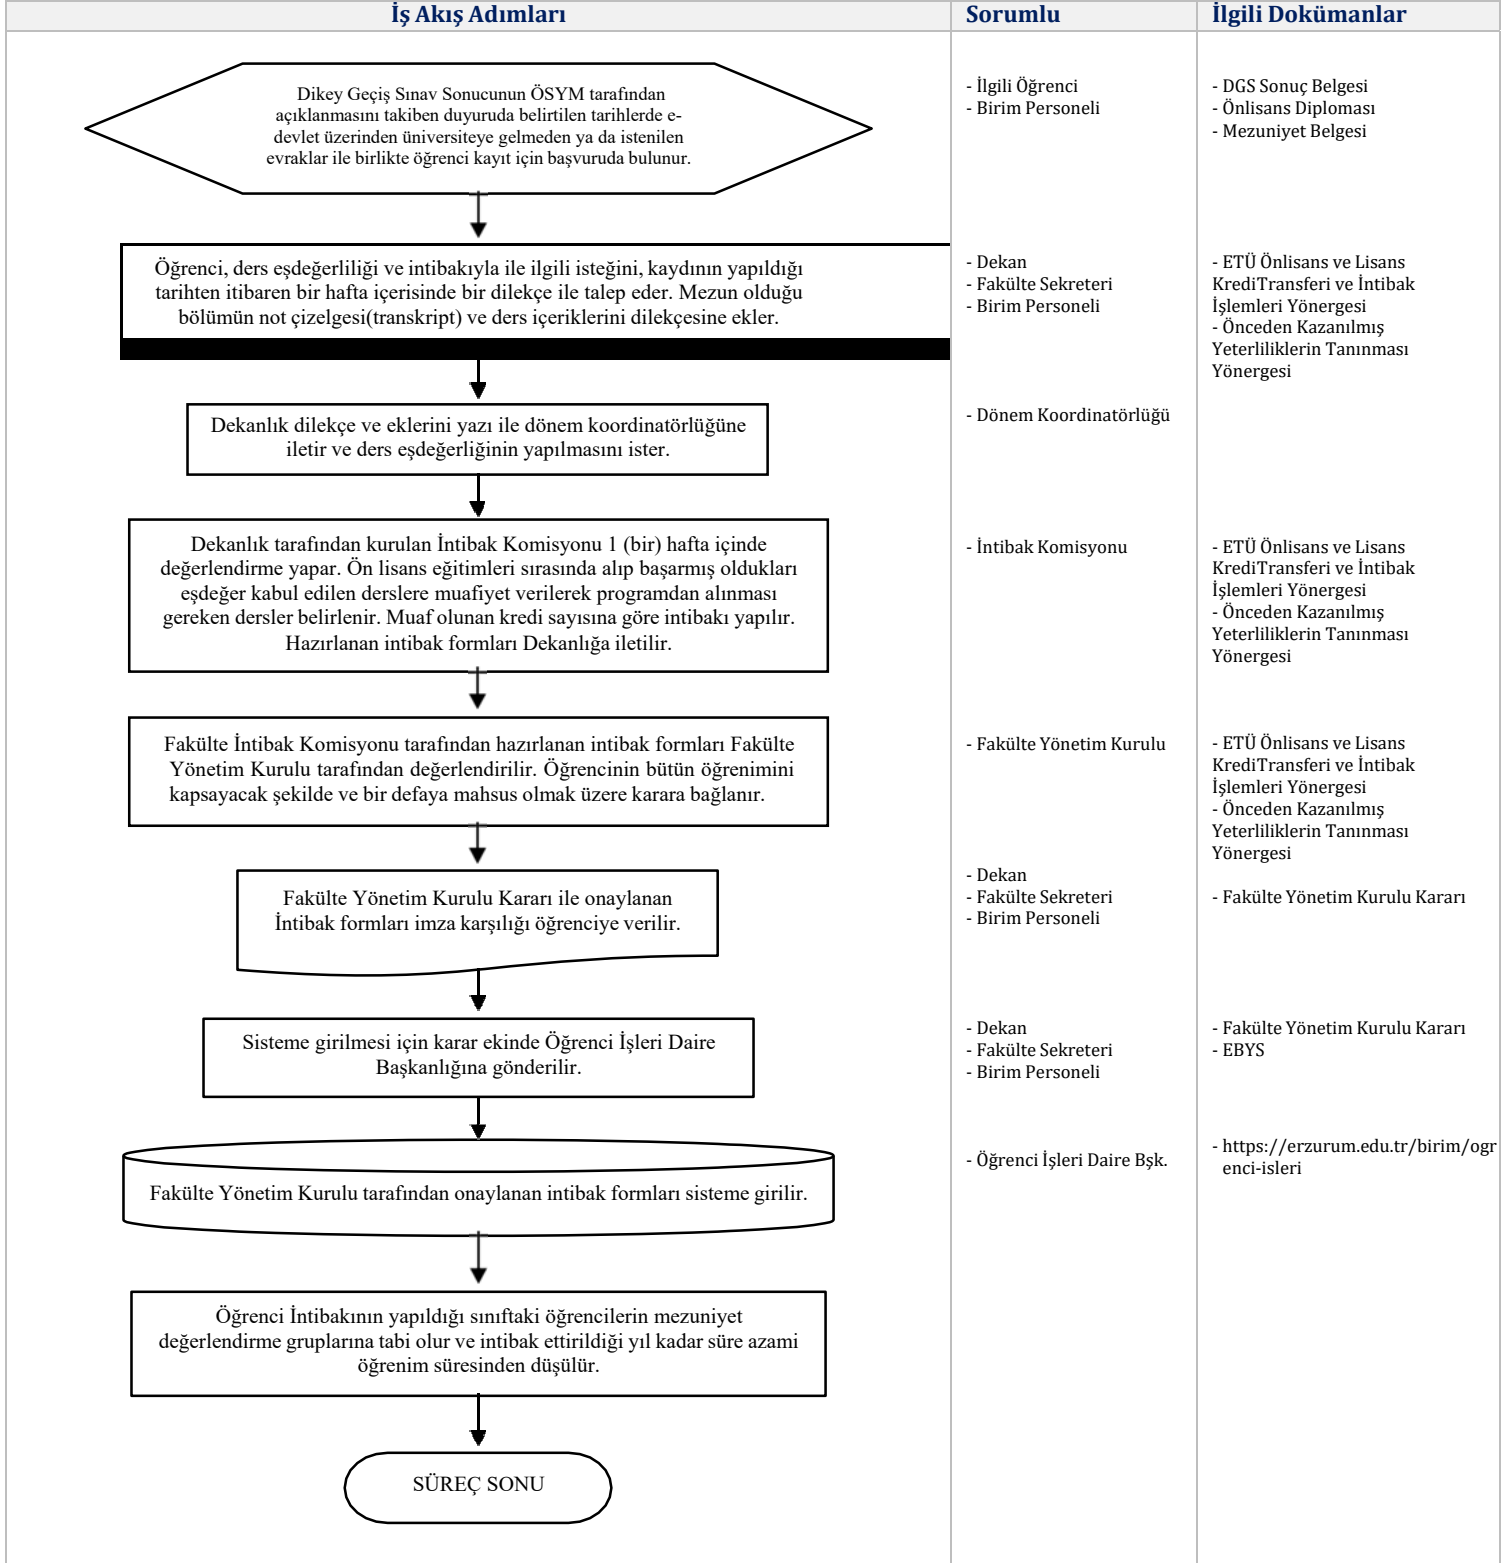 İş Akış Adımları
Sorumlu
İlgili Dokümanlar
Dikey Geçiş Sınav Sonucunun ÖSYM tarafından
açıklanmasını takiben duyuruda belirtilen tarihlerde e-
devlet üzerinden üniversiteye gelmeden ya da istenilen
evraklar ile birlikte öğrenci kayıt için başvuruda bulunur.
- İlgili Öğrenci
- Birim Personeli
- DGS Sonuç Belgesi
- Önlisans Diploması
- Mezuniyet Belgesi
Öğrenci, ders eşdeğerliliği ve intibakıyla ile ilgili isteğini, kaydının yapıldığı
tarihten itibaren bir hafta içerisinde bir dilekçe ile talep eder. Mezun olduğu
bölümün not çizelgesi(transkript) ve ders içeriklerini dilekçesine ekler.
- Dekan
- Fakülte Sekreteri
- Birim Personeli
- ETÜ Önlisans ve Lisans
KrediTransferi ve İntibak
İşlemleri Yönergesi
- Önceden Kazanılmış
Yeterliliklerin Tanınması
Yönergesi
Dekanlık dilekçe ve eklerini yazı ile dönem koordinatörlüğüne
iletir ve ders eşdeğerliğinin yapılmasını ister.
- Dönem Koordinatörlüğü
Dekanlık tarafından kurulan İntibak Komisyonu 1 (bir) hafta içinde
değerlendirme yapar. Ön lisans eğitimleri sırasında alıp başarmış oldukları
eşdeğer kabul edilen derslere muafiyet verilerek programdan alınması
gereken dersler belirlenir. Muaf olunan kredi sayısına göre intibakı yapılır.
Hazırlanan intibak formları Dekanlığa iletilir.
- İntibak Komisyonu
- ETÜ Önlisans ve Lisans
KrediTransferi ve İntibak
İşlemleri Yönergesi
- Önceden Kazanılmış
Yeterliliklerin Tanınması
Yönergesi
Fakülte İntibak Komisyonu tarafından hazırlanan intibak formları Fakülte
Yönetim Kurulu tarafından değerlendirilir. Öğrencinin bütün öğrenimini
kapsayacak şekilde ve bir defaya mahsus olmak üzere karara bağlanır.
- Fakülte Yönetim Kurulu
- ETÜ Önlisans ve Lisans
KrediTransferi ve İntibak
İşlemleri Yönergesi
- Önceden Kazanılmış
Yeterliliklerin Tanınması
Yönergesi
Fakülte Yönetim Kurulu Kararı ile onaylanan
İntibak formları imza karşılığı öğrenciye verilir.
- Dekan
- Fakülte Sekreteri
- Birim Personeli
- Fakülte Yönetim Kurulu Kararı
Sisteme girilmesi için karar ekinde Öğrenci İşleri Daire
Başkanlığına gönderilir.
- Dekan
- Fakülte Sekreteri
- Birim Personeli
- Fakülte Yönetim Kurulu Kararı
- EBYS
Fakülte Yönetim Kurulu tarafından onaylanan intibak formları sisteme girilir.
- Öğrenci İşleri Daire Bşk.
- https://erzurum.edu.tr/birim/ogr
enci-isleri
Öğrenci İntibakının yapıldığı sınıftaki öğrencilerin mezuniyet
değerlendirme gruplarına tabi olur ve intibak ettirildiği yıl kadar süre azami
öğrenim süresinden düşülür.
SÜREÇ SONU